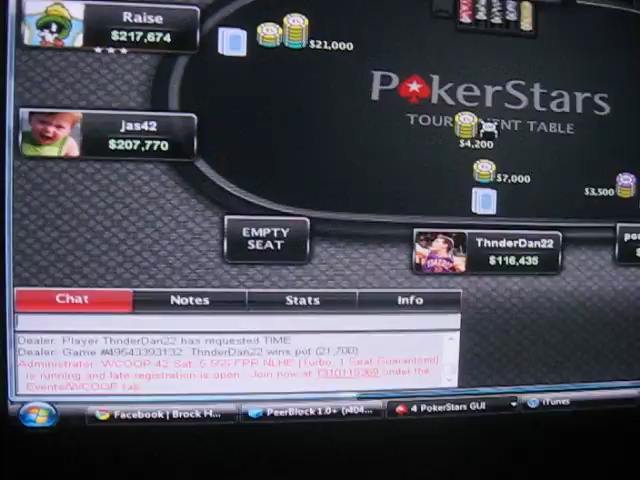 Raise
$217,674
$21,000
PokerStars
TOURNAMENT TABLE
Jas42
$207,770
$4,200
$7,000
$3,500
EMPTY
SEAT
ThnderDan22
$116,435
Chat Notes Stats Info
Dealer: Player ThnderDan22 has requested TIME
Dealer: Game #49543393132: ThnderDan22 wins pot (21,700)
Administrator: WCOOP 42 Sat: 5,555 FPP NLHE [Turbo, 1 Seat Guaranteed]
is running and late registration is open. Join now at under the
Events/WCOOP tab.
Facebook | Brock H... PeerBlock 1.0+ (r404... 4 PokerStars GUI iTunes